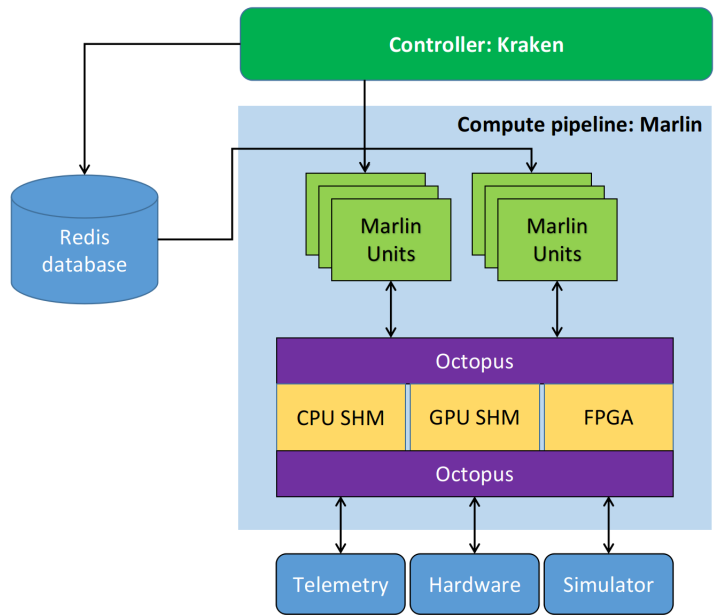 Controller: Kraken
Compute pipeline: Marlin
Redis
database
Marlin
Units
Marlin
Units
Octopus
CPU SHM
GPU SHM
FPGA
Octopus
Telemetry
Hardware
Simulator